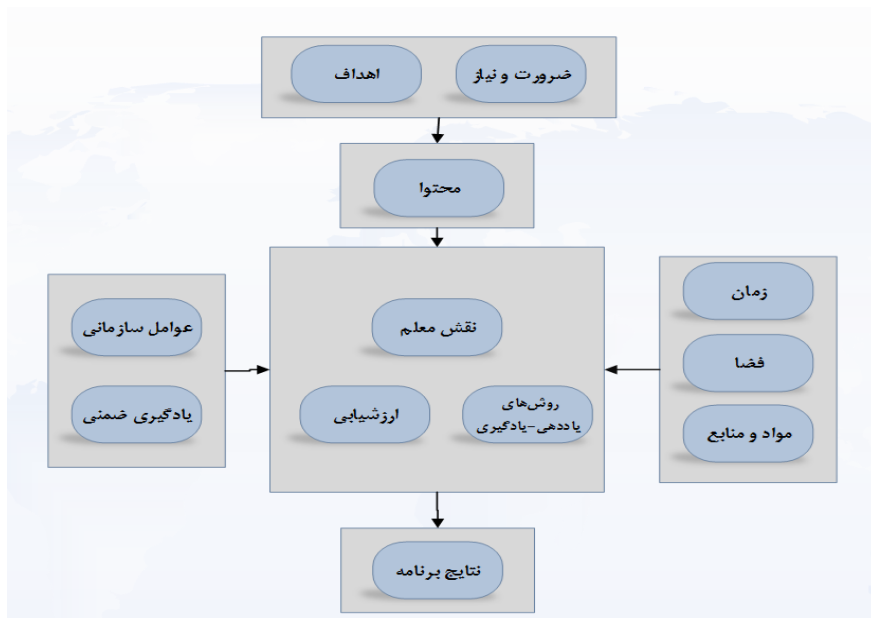 ضرورت و نیاز
اهداف
محتوا
زمان
فضا
مواد و منابع
نقش معلم
روش‌های
یاددهی-یادگیری
ارزشیابی
عوامل سازمانی
یادگیری ضمنی
نتایج برنامه